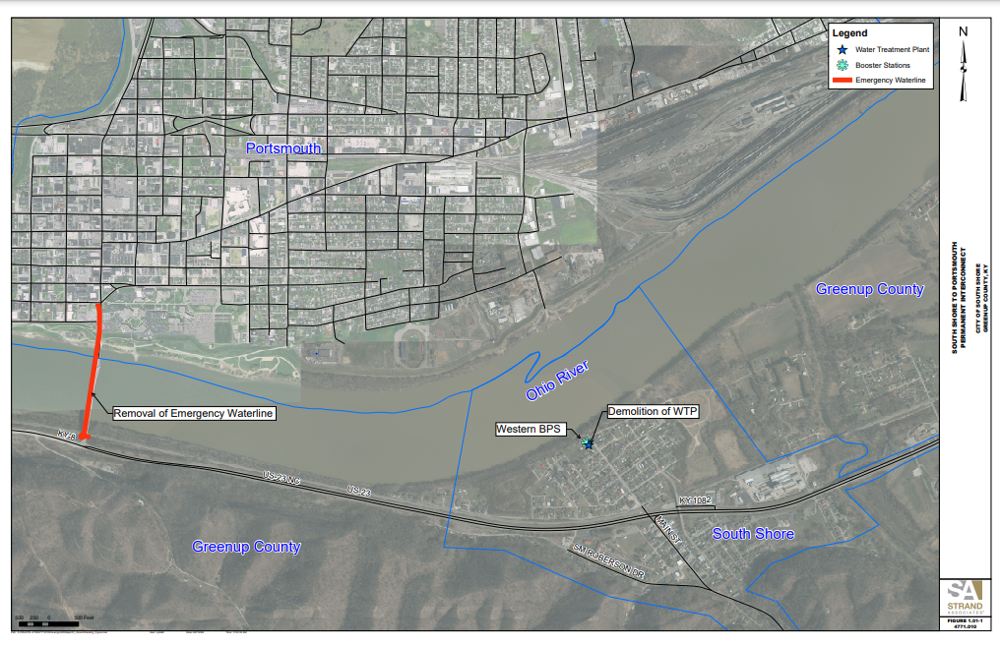 Legend
Water Treatment Plant
Booster Stations
Emergency Waterline
N
Portsmouth
Greenup County
Ohio River
Removal of Emergency Waterline
Demolition of WTP
Western BPS
KY-8
US-23 NC
US-23
KY-1082
MAIN ST
South Shore
Greenup County
SM ROBERSON DR
500 250 0 500 Feet
SOUTH SHORE TO PORTSMOUTH
PERMANENT INTERCONNECT
CITY OF SOUTH SHORE
GREENUP COUNTY, KY
SA
STRAND
ASSOCIATES
FIGURE 1.01-1
4771.010